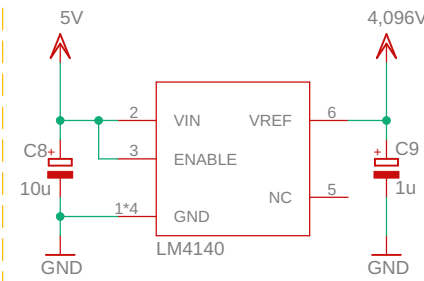 5V 4,096V
2 VIN VREF 6
C8 + 3 ENABLE + C9
10u NC 5 1u
1*4 GND
LM4140
GND GND